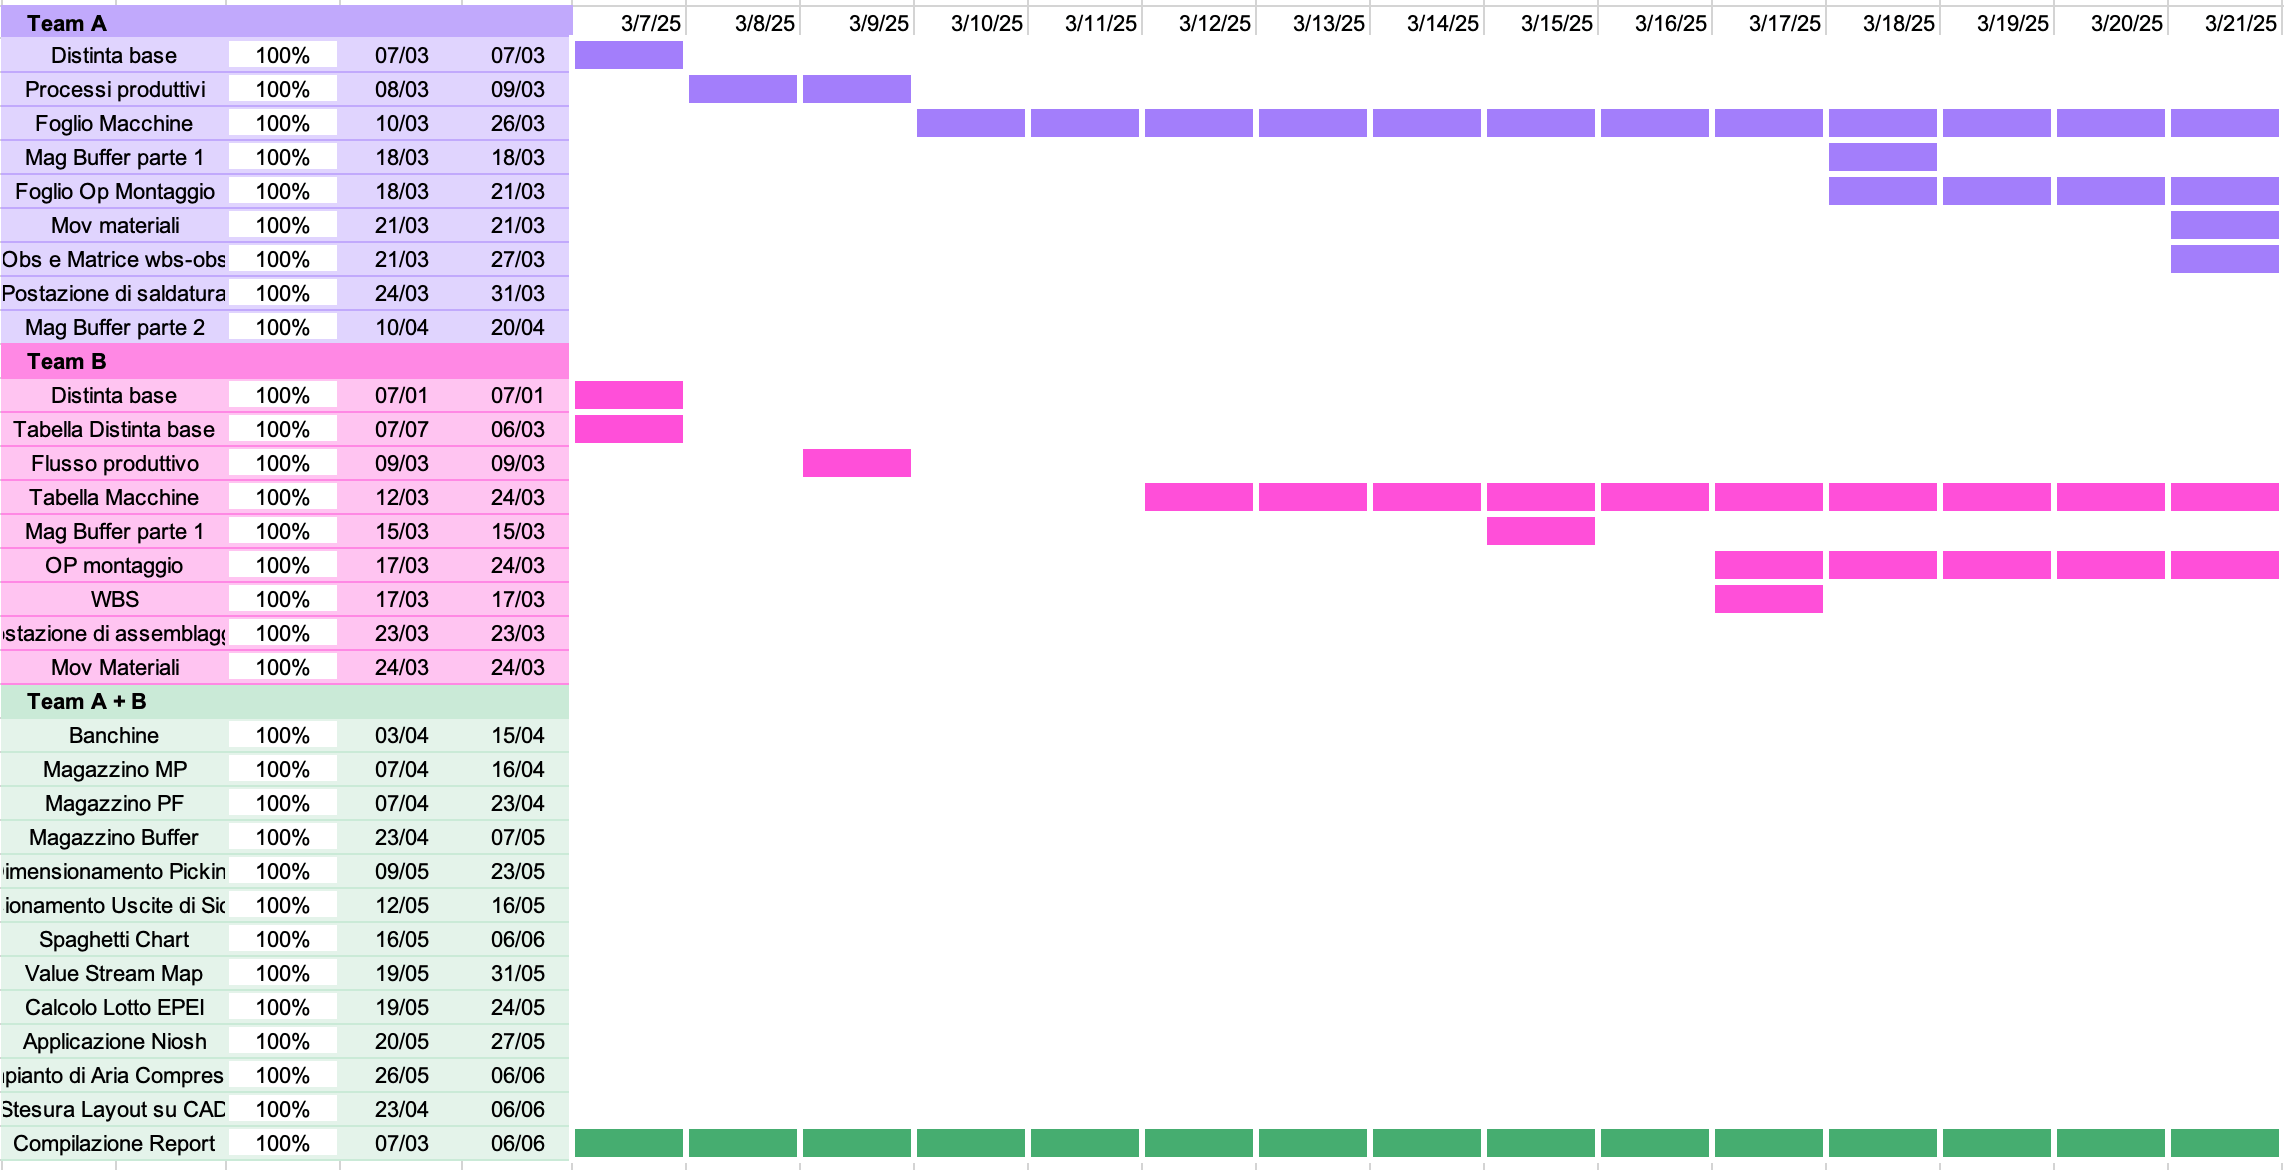 Team A 3/7/25 3/8/25 3/9/25 3/10/25 3/11/25 3/12/25 3/13/25 3/14/25 3/15/25 3/16/25 3/17/25 3/18/25 3/19/25 3/20/25 3/21/25
Distinta base 100% 07/03 07/03
Processi produttivi 100% 08/03 09/03
Foglio Macchine 100% 10/03 26/03
Mag Buffer parte 1 100% 18/03 18/03
Foglio Op Montaggio 100% 18/03 21/03
Mov materiali 100% 21/03 21/03
Obs e Matrice wbs-obs 100% 21/03 27/03
Postazione di saldatura 100% 24/03 31/03
Mag Buffer parte 2 100% 10/04 20/04
Team B
Distinta base 100% 07/01 07/01
Tabella Distinta base 100% 07/07 06/03
Flusso produttivo 100% 09/03 09/03
Tabella Macchine 100% 12/03 24/03
Mag Buffer parte 1 100% 15/03 15/03
OP montaggio 100% 17/03 24/03
WBS 100% 17/03 17/03
ostazione di assemblagg 100% 23/03 23/03
Mov Materiali 100% 24/03 24/03
Team A + B
Banchine 100% 03/04 15/04
Magazzino MP 100% 07/04 16/04
Magazzino PF 100% 07/04 23/04
Magazzino Buffer 100% 23/04 07/05
imensionamento Pickin 100% 09/05 23/05
ionamento Uscite di Sic 100% 12/05 16/05
Spaghetti Chart 100% 16/05 06/06
Value Stream Map 100% 19/05 31/05
Calcolo Lotto EPEI 100% 19/05 24/05
Applicazione Niosh 100% 20/05 27/05
pianto di Aria Compres 100% 26/05 06/06
Stesura Layout su CAD 100% 23/04 06/06
Compilazione Report 100% 07/03 06/06